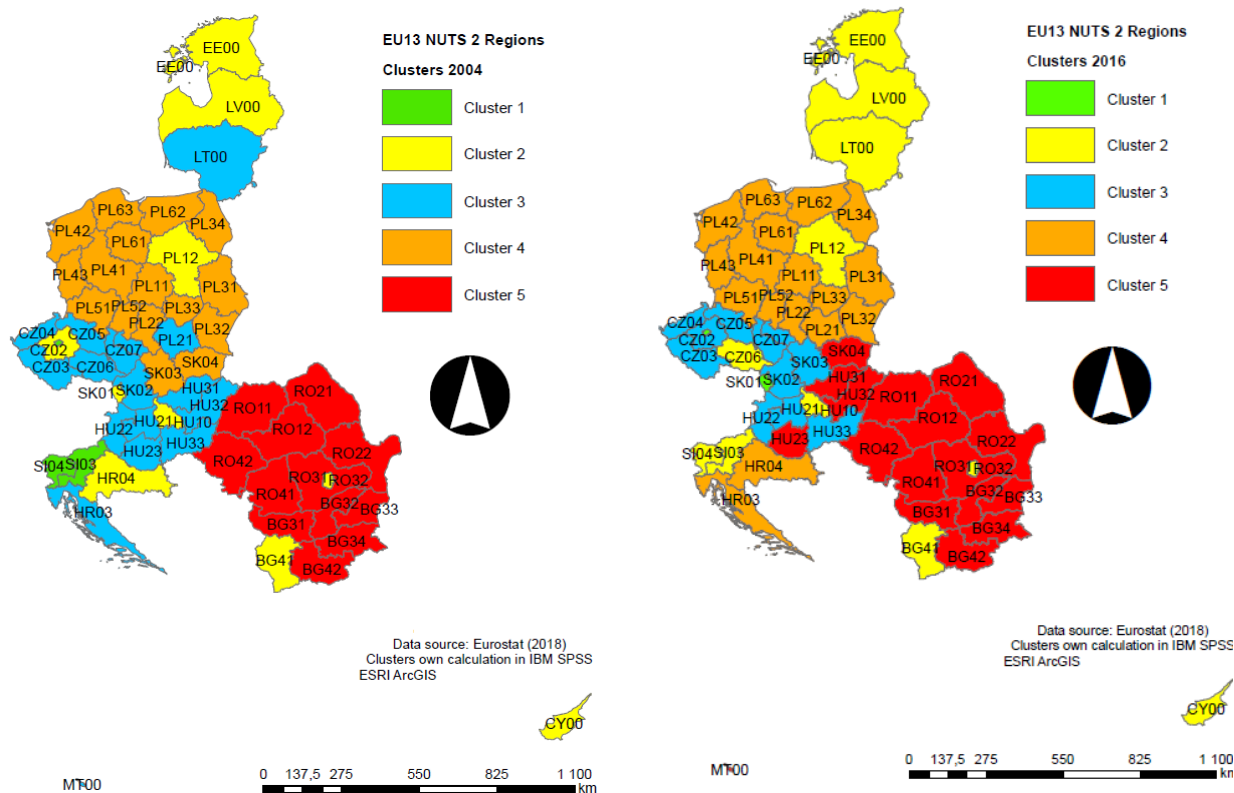 EU13 NUTS 2 Regions
Clusters 2004
Cluster 1
Cluster 2
Cluster 3
Cluster 4
Cluster 5
EE00
EE00
LV00
LT00
PL63
PL62
PL42
PL34
PL61
PL12
PL43
PL41
PL11
PL31
PL51
PL52
PL33
PL22
PL32
CZ04
CZ05
PL21
CZ02
CZ07
CZ03
CZ06
SK04
SK03
SK01
SK02
HU31
HU32
HU21
HU10
HU22
HU33
HU23
RO11
RO21
RO12
RO22
RO42
SI04
SI03
HR04
RO31
RO32
RO41
HR03
BG32
BG33
BG31
BG34
BG41
BG42
Data source: Eurostat (2018)
Clusters own calculation in IBM SPSS
ESRI ArcGIS
CY00
MT00
0 137,5 275 550 825 1 100
km
EU13 NUTS 2 Regions
Clusters 2016
Cluster 1
Cluster 2
Cluster 3
Cluster 4
Cluster 5
EE00
EE00
LV00
LT00
PL63
PL62
PL42
PL34
PL61
PL12
PL43
PL41
PL11
PL31
PL51
PL52
PL33
PL22
PL32
CZ04
CZ05
PL21
CZ02
CZ07
CZ03
CZ06
SK04
SK03
SK01
SK02
HU31
HU32
HU21
HU10
HU22
HU33
HU23
RO11
RO21
RO12
RO22
RO42
SI04
SI03
HR04
RO31
RO32
RO41
HR03
BG32
BG33
BG31
BG34
BG41
BG42
Data source: Eurostat (2018)
Clusters own calculation in IBM SPSS
ESRI ArcGIS
CY00
MT00
0 137,5 275 550 825 1 100
km